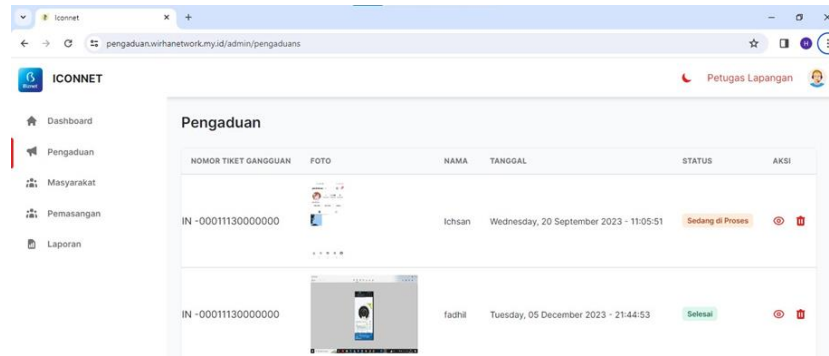 Iconnet
pengaduan.wirhanetwork.my.id/admin/pengaduans
H
Biznet
ICONNET
Petugas Lapangan
Dashboard
Pengaduan
Masyarakat
Pemasangan
Laporan
Pengaduan
NOMOR TIKET GANGGUAN FOTO NAMA TANGGAL STATUS AKSI
IN -00011130000000 Ichsan Wednesday, 20 September 2023 - 11:05:51 Sedang di Proses
IN -00011130000000 fadhil Tuesday, 05 December 2023 - 21:44:53 Selesai